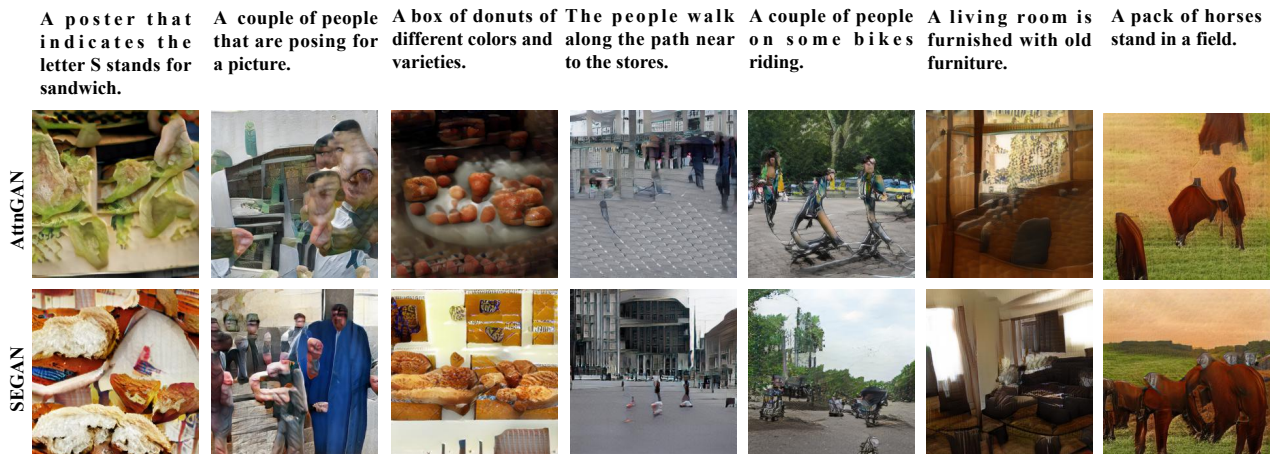 A poster that
indicates the
letter S stands for
sandwich.
A couple of people
that are posing for
a picture.
A box of donuts of
different colors and
varieties.
The people walk
along the path near
to the stores.
A couple of people
on some bikes
riding.
A living room is
furnished with old
furniture.
A pack of horses
stand in a field.
AttnGAN
SEGAN